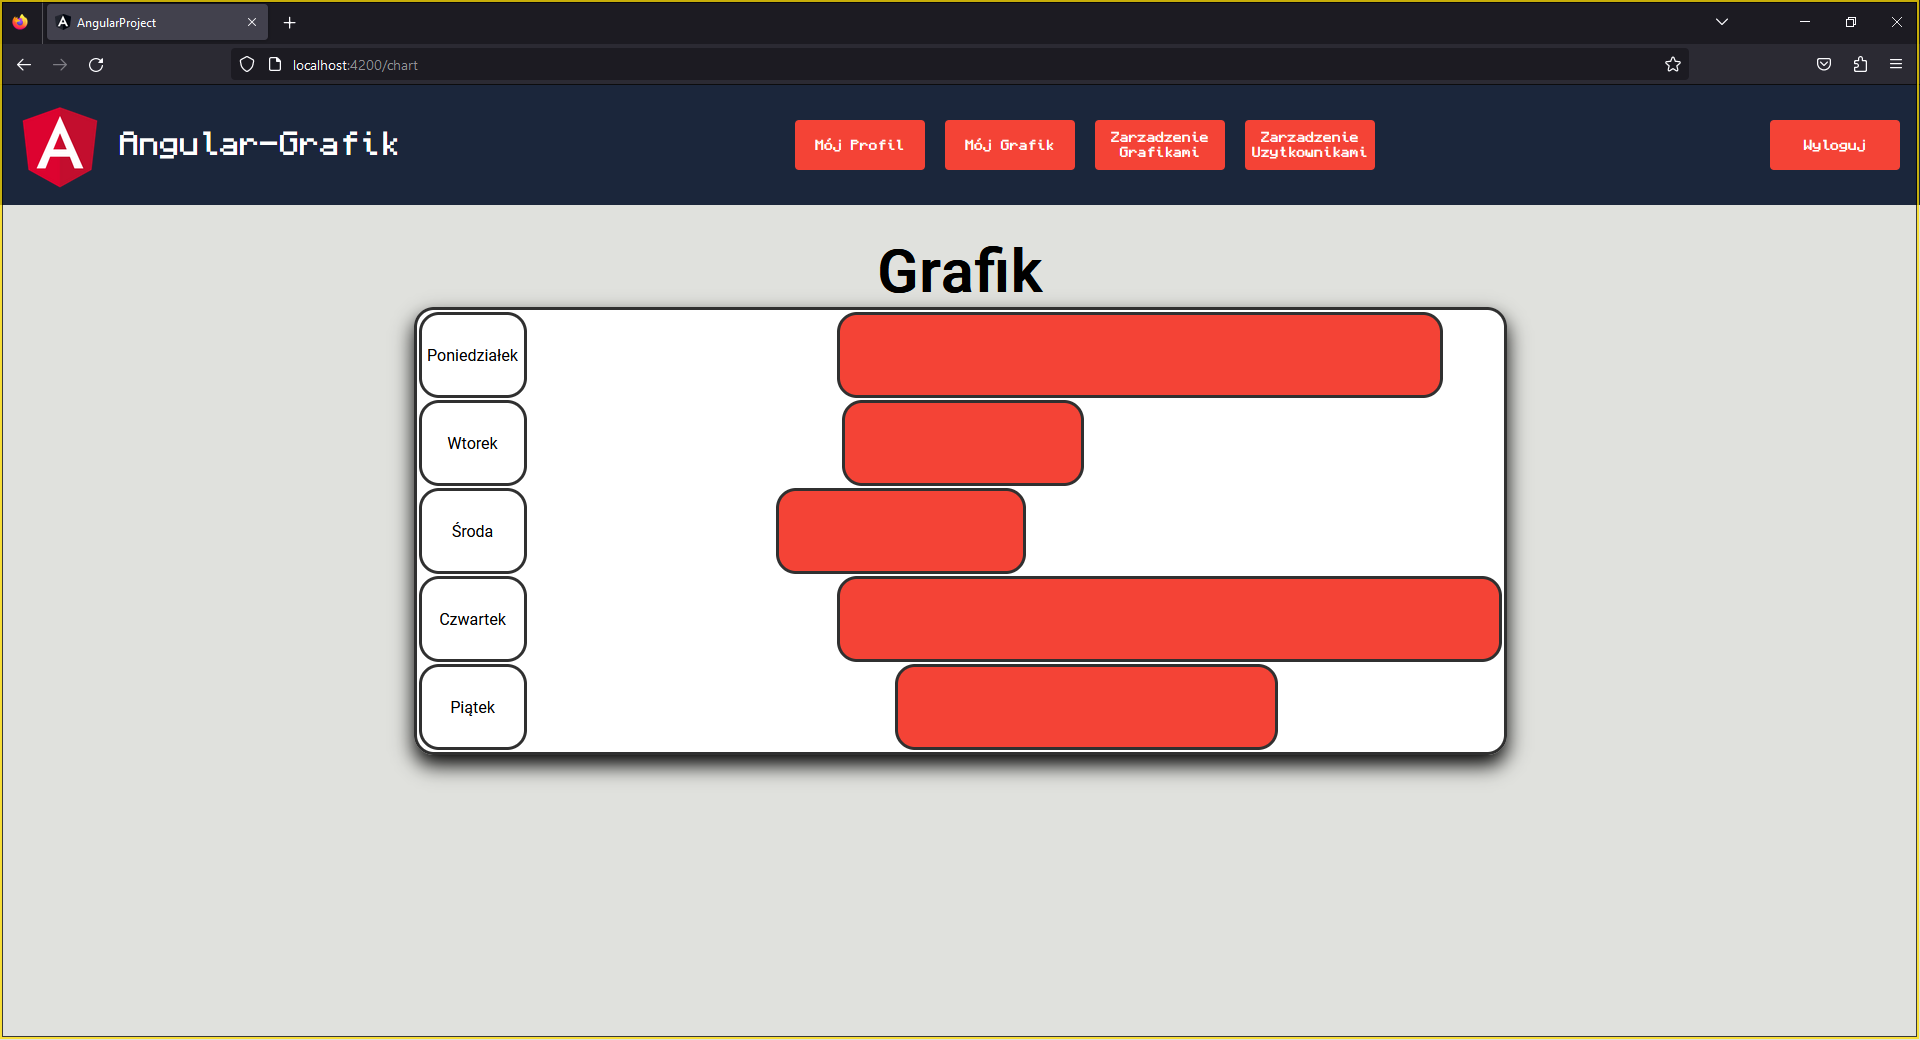 AngularProject
localhost:4200/chart
Angular-Grafik
Mój Profil
Mój Grafik
Zarzadzenie
Grafikami
Zarzadzenie
Uzytkownikami
Wyloguj
Grafik
Poniedziałek
Wtorek
Środa
Czwartek
Piątek